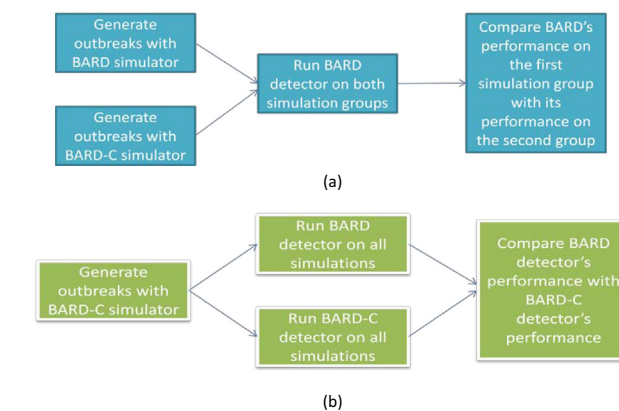 Generate
outbreaks with
BARD simulator
Generate
outbreaks with
BARD-C simulator
Run BARD
detector on both
simulation groups
Compare BARD's
performance on
the first
simulation group
with its
performance on
the second group
(a)
Generate
outbreaks with
BARD-C simulator
Run BARD
detector on all
simulations
Run BARD-C
detector on all
simulations
Compare BARD
detector's
performance with
BARD-C
detector's
performance
(b)